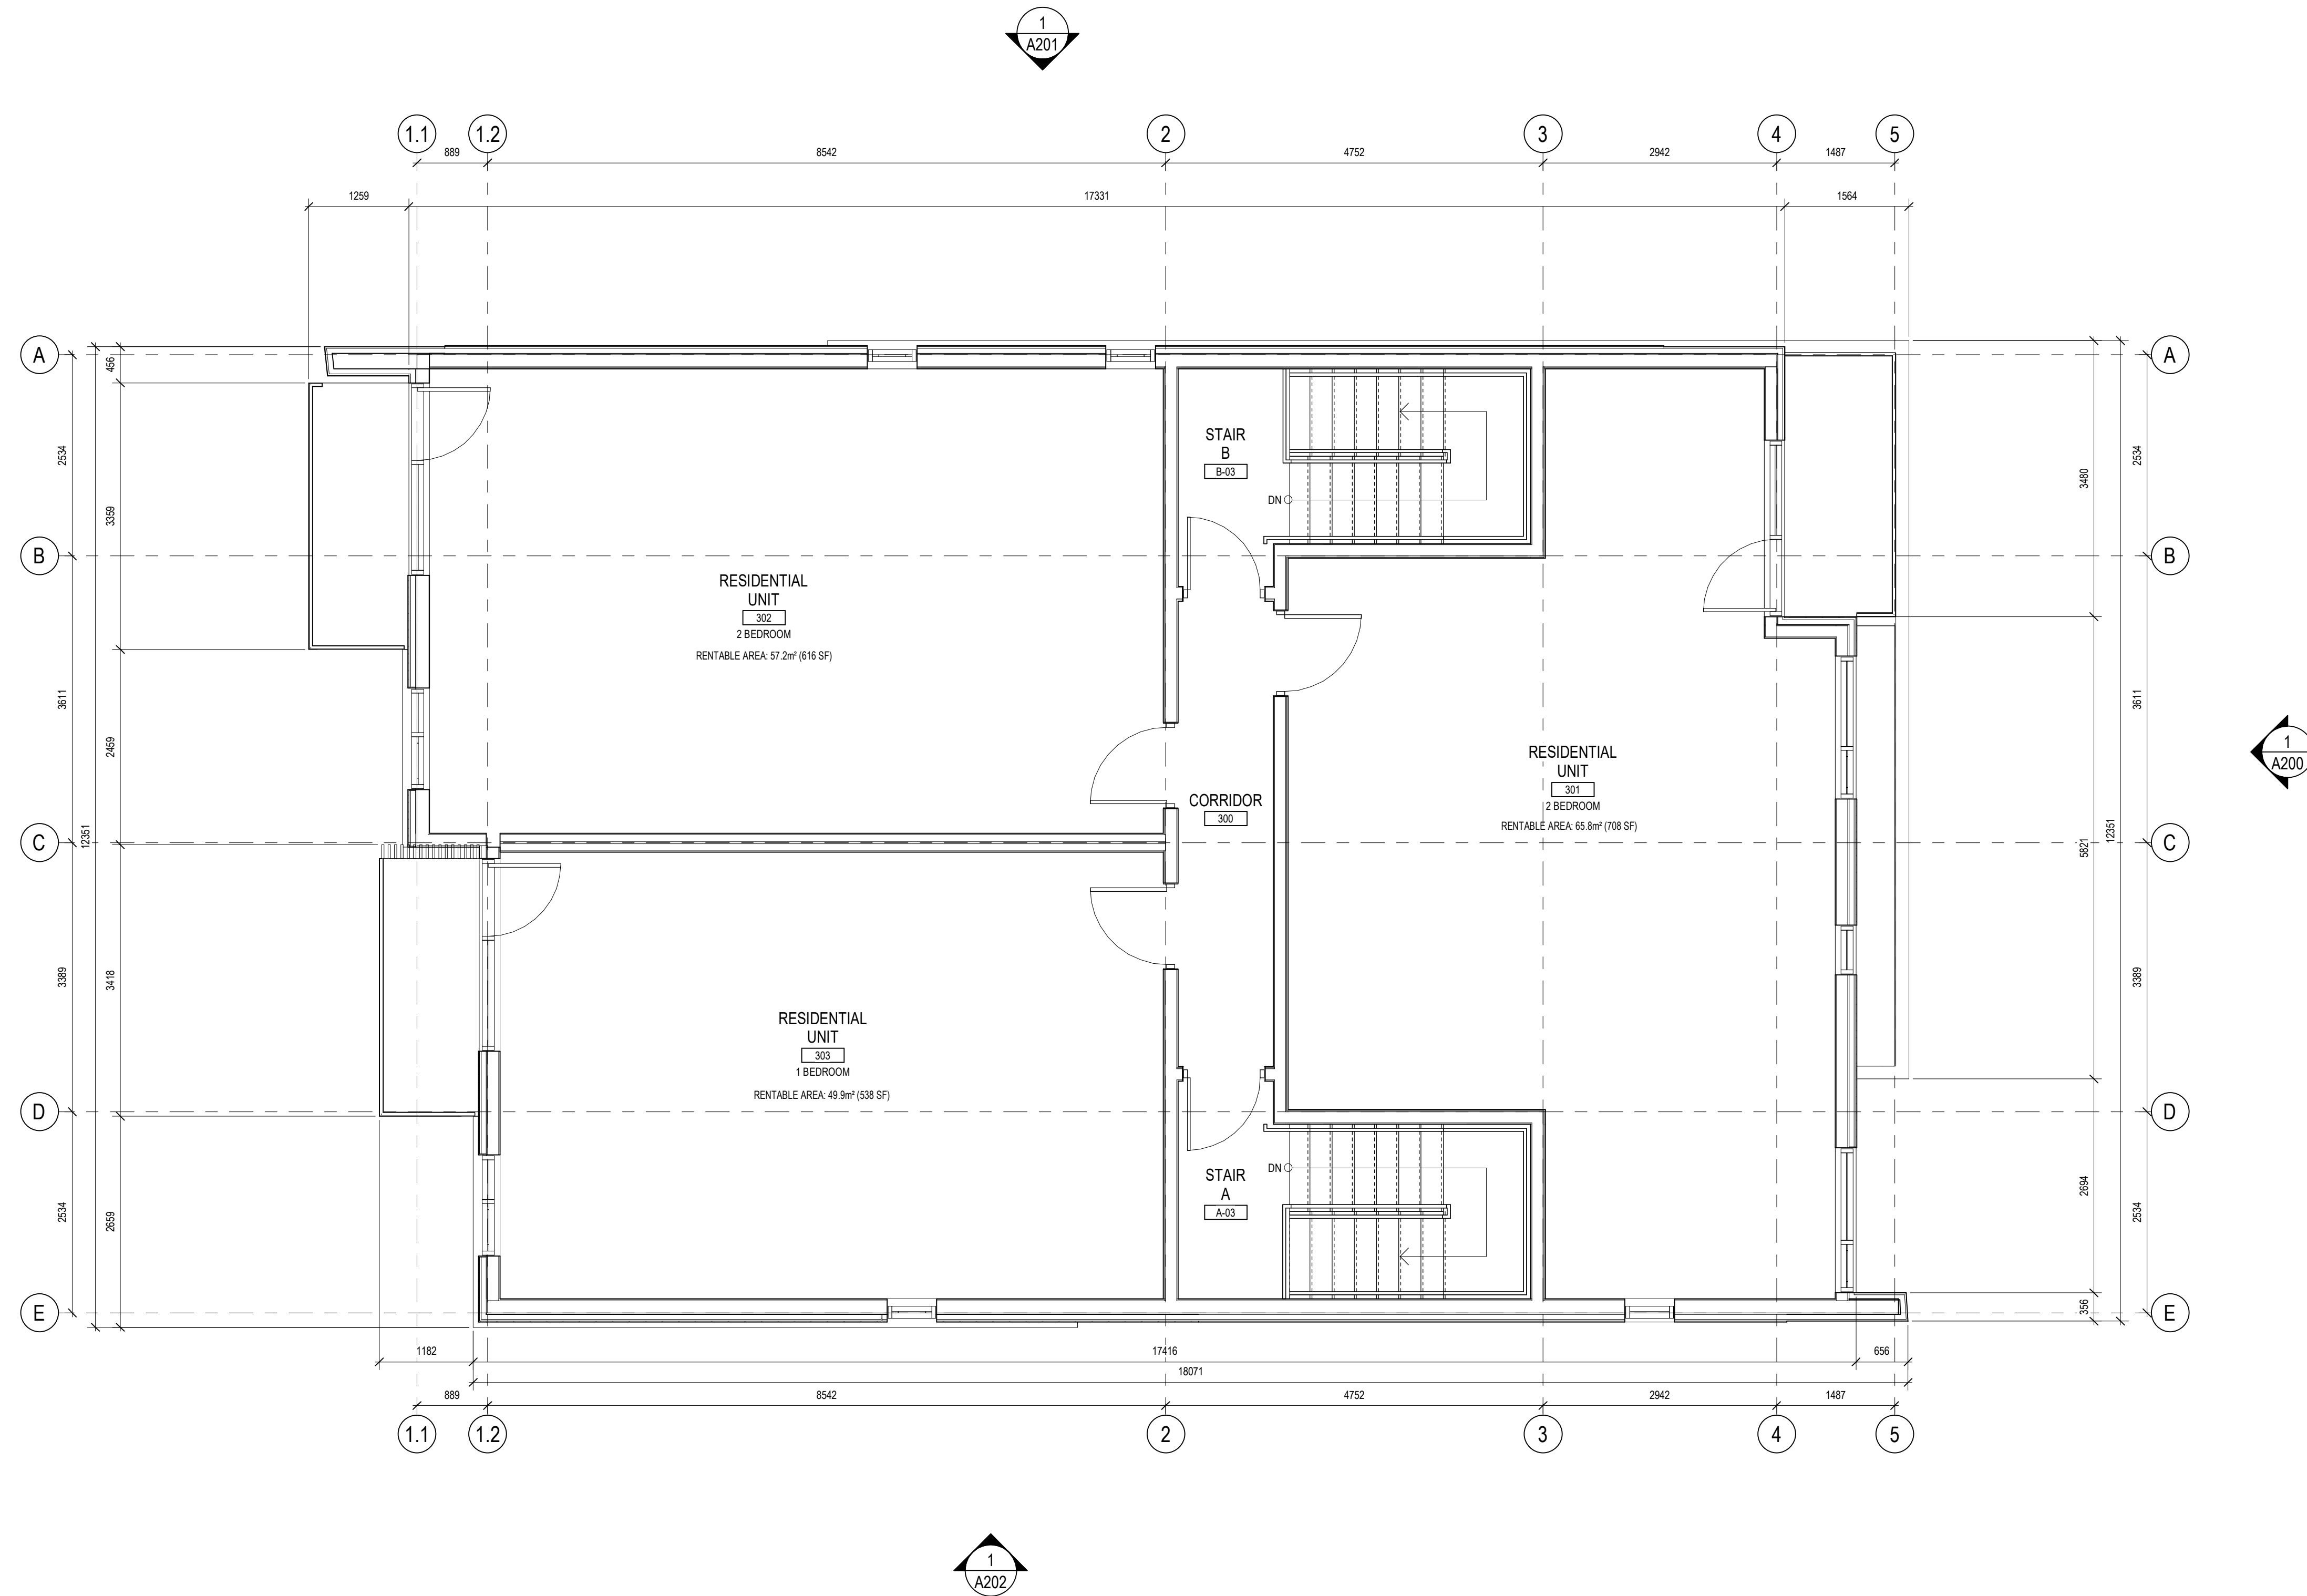 1
A201
1.1
1.2
2
3
4
5
889
8542
4752
2942
1487
1259
17331
1564
A
A
456
2534
2534
3480
STAIR
B
B-03
DN
3359
B
B
RESIDENTIAL
UNIT
302
2 BEDROOM
RENTABLE AREA: 57.2m² (616 SF)
3611
3611
2459
1
A200
RESIDENTIAL
UNIT
301
2 BEDROOM
RENTABLE AREA: 65.8m² (708 SF)
CORRIDOR
300
12351
12351
5821
C
C
3389
3418
3389
RESIDENTIAL
UNIT
303
1 BEDROOM
RENTABLE AREA: 49.9m² (538 SF)
D
D
DN
STAIR
A
A-03
2534
2659
2694
2534
356
E
E
1182
17416
656
18071
889
8542
4752
2942
1487
1.1
1.2
2
3
4
5
1
A202